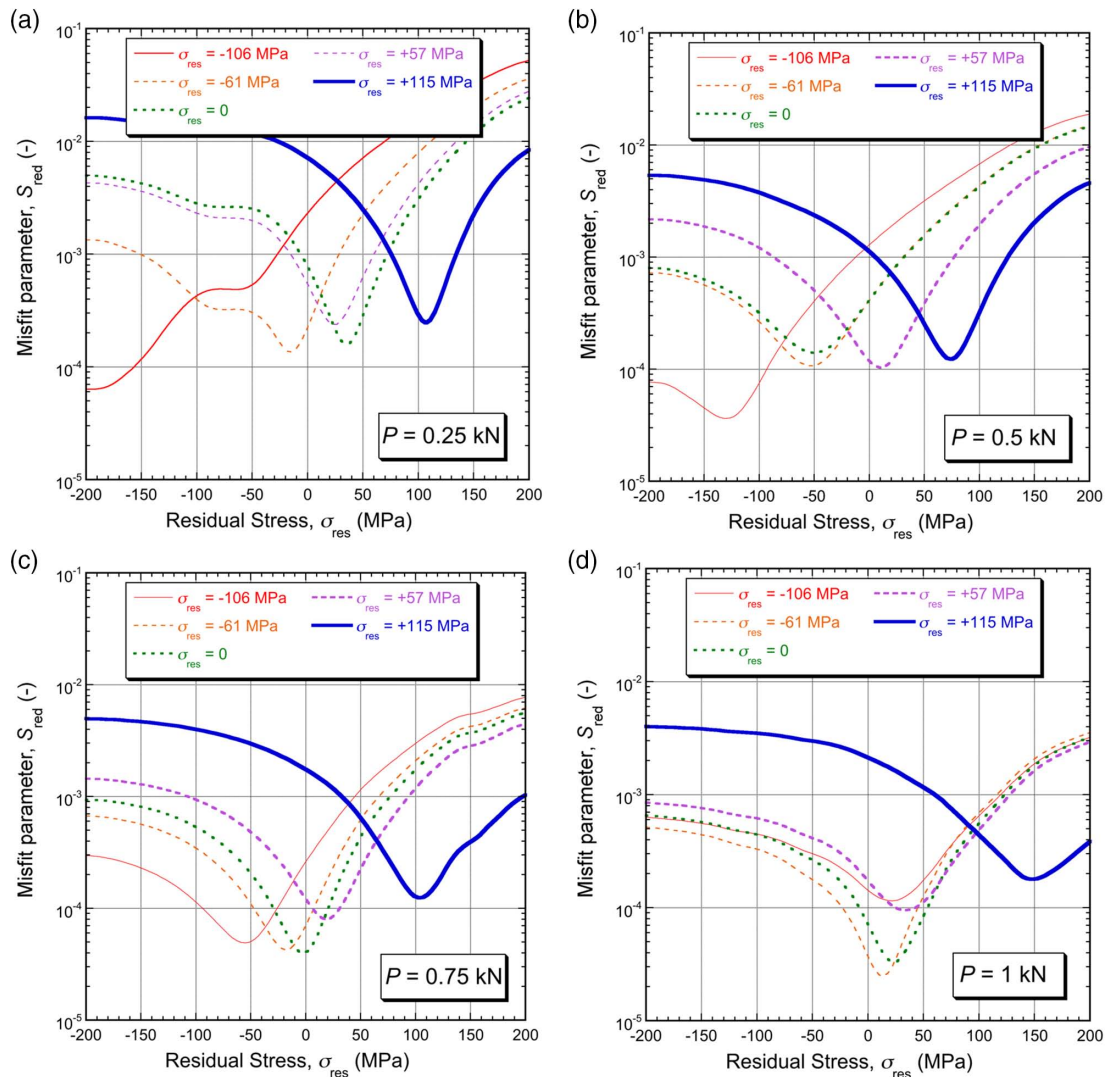 (a)
10⁻¹
σres = -106 MPa σres = +57 MPa
σres = -61 MPa σres = +115 MPa
σres = 0
10⁻²
10⁻³
10⁻⁴
10⁻⁵
Misfit parameter, Sred (-)
P = 0.25 kN
-200 -150 -100 -50 0 50 100 150 200
Residual Stress, σres (MPa)
(b)
10⁻¹
σres = -106 MPa σres = +57 MPa
σres = -61 MPa σres = +115 MPa
σres = 0
10⁻²
10⁻³
10⁻⁴
10⁻⁵
Misfit parameter, Sred (-)
P = 0.5 kN
-200 -150 -100 -50 0 50 100 150 200
Residual Stress, σres (MPa)
(c)
10⁻¹
σres = -106 MPa σres = +57 MPa
σres = -61 MPa σres = +115 MPa
σres = 0
10⁻²
10⁻³
10⁻⁴
10⁻⁵
Misfit parameter, Sred (-)
P = 0.75 kN
-200 -150 -100 -50 0 50 100 150 200
Residual Stress, σres (MPa)
(d)
10⁻¹
σres = -106 MPa σres = +57 MPa
σres = -61 MPa σres = +115 MPa
σres = 0
10⁻²
10⁻³
10⁻⁴
10⁻⁵
Misfit parameter, Sred (-)
P = 1 kN
-200 -150 -100 -50 0 50 100 150 200
Residual Stress, σres (MPa)